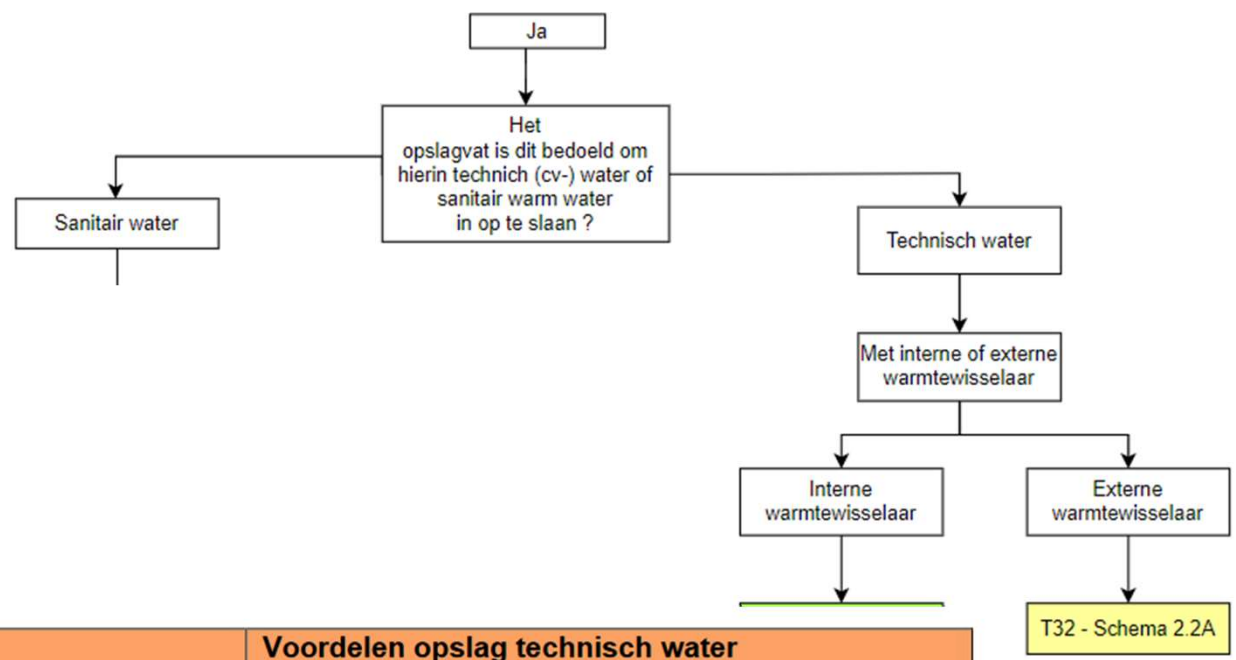 Ja
Het
opslagvat is dit bedoeld om
hierin technich (cv-) water of
sanitair warm water
in op te slaan ?
Sanitair water
Technisch water
Met interne of externe
warmtewisselaar
Interne
warmtewisselaar
Externe
warmtewisselaar
T32 - Schema 2.2A
Voordelen opslag technisch water